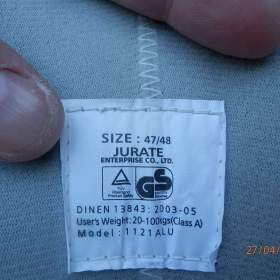 SIZE : 47/48
JURATE
ENTERPRISE CO., LTD.
GS
DINEN 13843: 2003-05
User's Weight: 20-100kgs(Class A)
Model: 1121ALU
27/04/